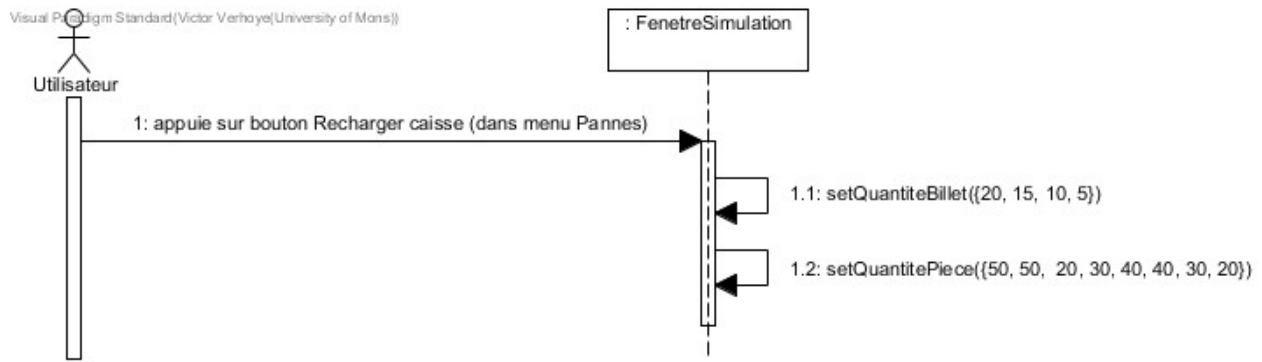 Visual Paradigm Standard(Victor Verhoye(University of Mons))
: FenetreSimulation
Utilisateur
1: appuie sur bouton Recharger caisse (dans menu Pannes)
1.1: setQuantiteBillet({20, 15, 10, 5})
1.2: setQuantitePiece({50, 50, 20, 30, 40, 40, 30, 20})